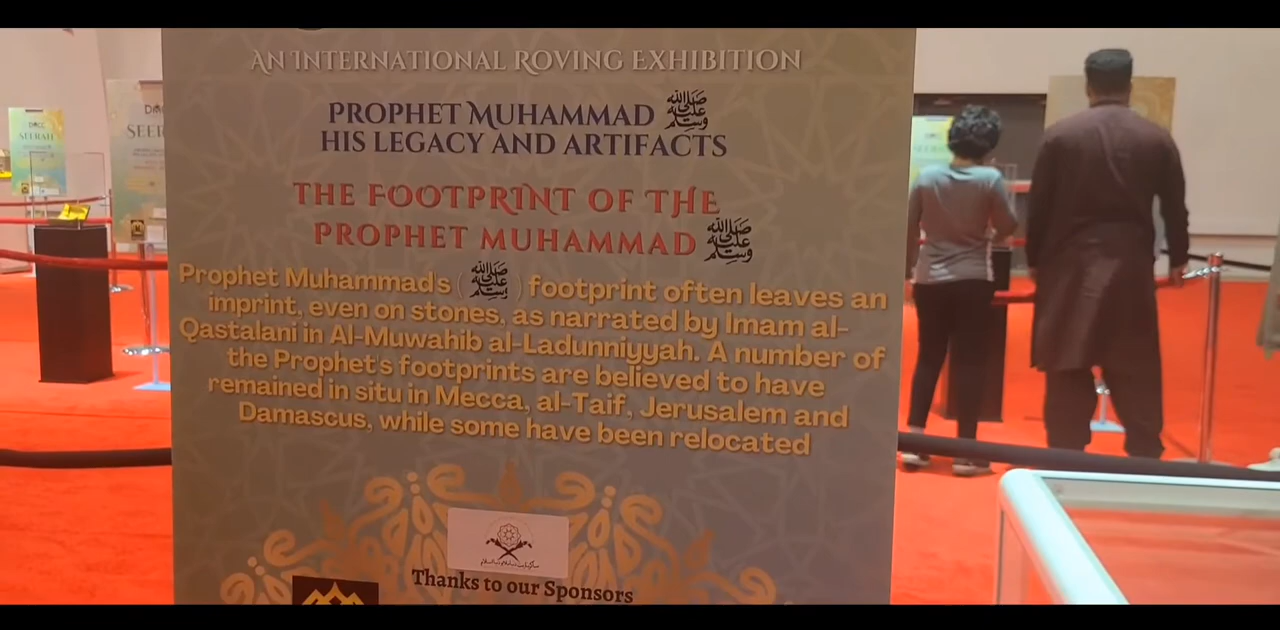 AN INTERNATIONAL ROVING EXHIBITION
PROPHET MUHAMMAD ﷺ
HIS LEGACY AND ARTIFACTS
THE FOOTPRINT OF THE
PROPHET MUHAMMAD ﷺ
Prophet Muhammad's (ﷺ) footprint often leaves an
imprint, even on stones, as narrated by Imam al-
Qastalani in Al-Muwahib al-Ladunniyyah. A number of
the Prophet's footprints are believed to have
remained in situ in Mecca, al-Taif, Jerusalem and
Damascus, while some have been relocated
Thanks to our Sponsors
SEERAH